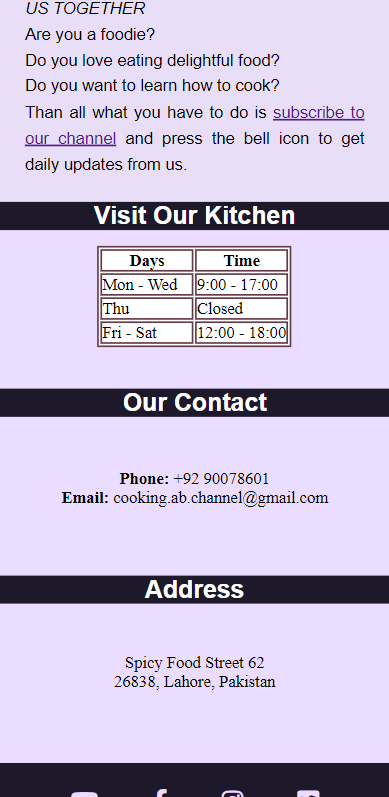 US TOGETHER
Are you a foodie?
Do you love eating delightful food?
Do you want to learn how to cook?
Than all what you have to do is subscribe to
our channel and press the bell icon to get
daily updates from us.
Visit Our Kitchen
Days Time
Mon - Wed 9:00 - 17:00
Thu Closed
Fri - Sat 12:00 - 18:00
Our Contact
Phone: +92 90078601
Email: cooking.ab.channel@gmail.com
Address
Spicy Food Street 62
26838, Lahore, Pakistan